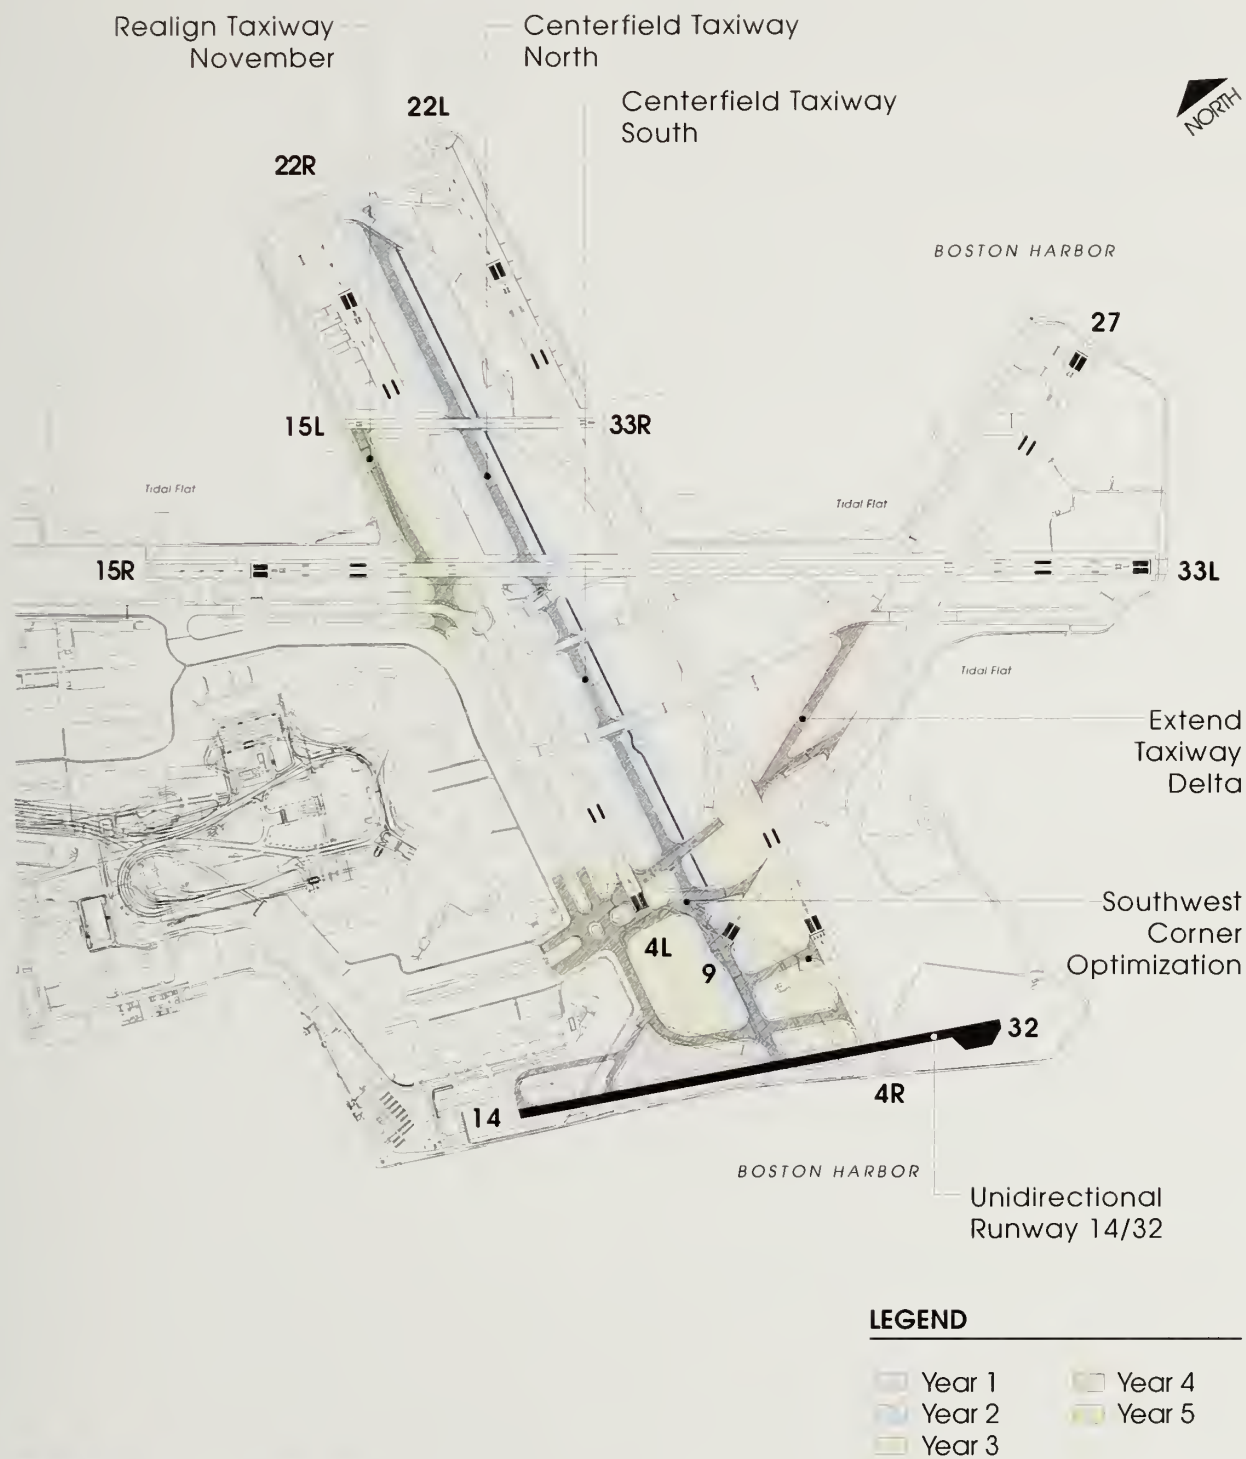 Realign Taxiway
November
Centerfield Taxiway
North
Centerfield Taxiway
South
NORTH
22L
22R
BOSTON HARBOR
27
15L
33R
Tidal Flat
Tidal Flat
15R
33L
Tidal Flat
Extend
Taxiway
Delta
Southwest
Corner
Optimization
4L
9
32
14
4R
BOSTON HARBOR
Unidirectional
Runway 14/32
LEGEND
Year 1
Year 2
Year 3
Year 4
Year 5